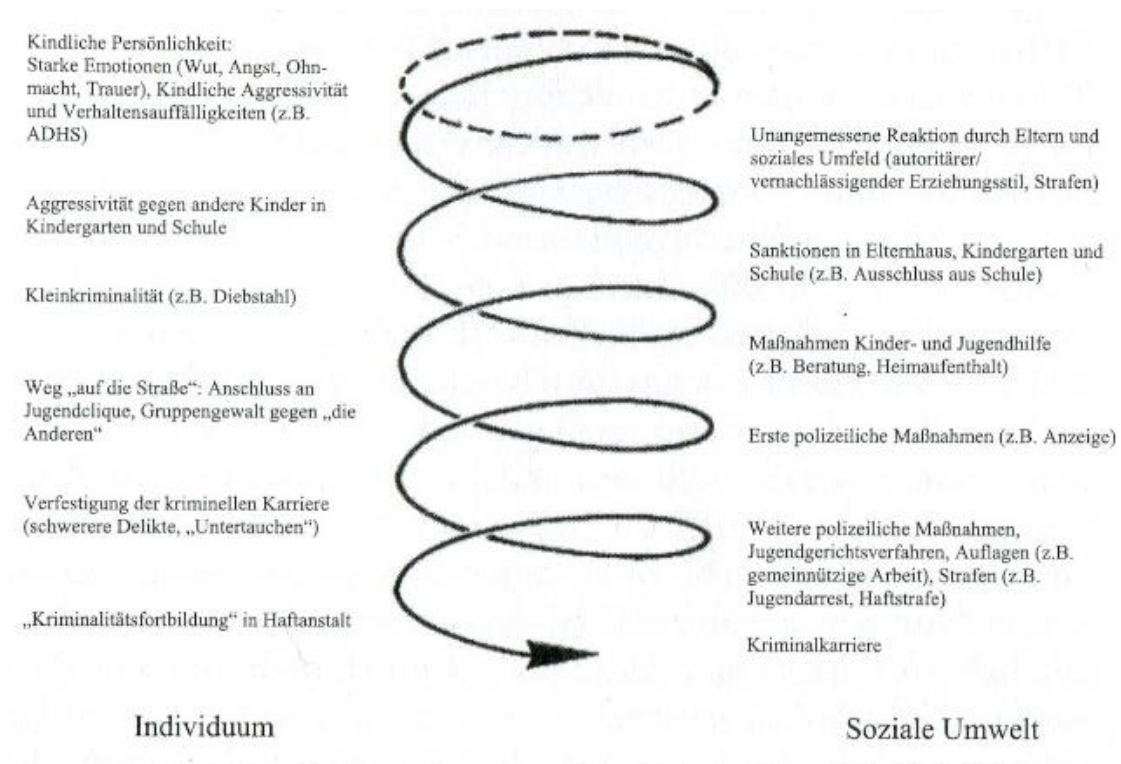 Kindliche Persönlichkeit:
Starke Emotionen (Wut, Angst, Ohn-
macht, Trauer), Kindliche Aggressivität
und Verhaltensauffälligkeiten (z.B.
ADHS)
Unangemessene Reaktion durch Eltern und
soziales Umfeld (autoritärer/
vernachlässigender Erziehungsstil, Strafen)
Aggressivität gegen andere Kinder in
Kindergarten und Schule
Sanktionen in Elternhaus, Kindergarten und
Schule (z.B. Ausschluss aus Schule)
Kleinkriminalität (z.B. Diebstahl)
Maßnahmen Kinder- und Jugendhilfe
(z.B. Beratung, Heimaufenthalt)
Weg „auf die Straße“: Anschluss an
Jugendclique, Gruppengewalt gegen „die
Anderen“
Erste polizeiliche Maßnahmen (z.B. Anzeige)
Verfestigung der kriminellen Karriere
(schwerere Delikte, „Untertauchen“)
Weitere polizeiliche Maßnahmen,
Jugendgerichtsverfahren, Auflagen (z.B.
gemeinnützige Arbeit), Strafen (z.B.
Jugendarrest, Haftstrafe)
„Kriminalitätsfortbildung“ in Haftanstalt
Kriminalkarriere
Individuum
Soziale Umwelt